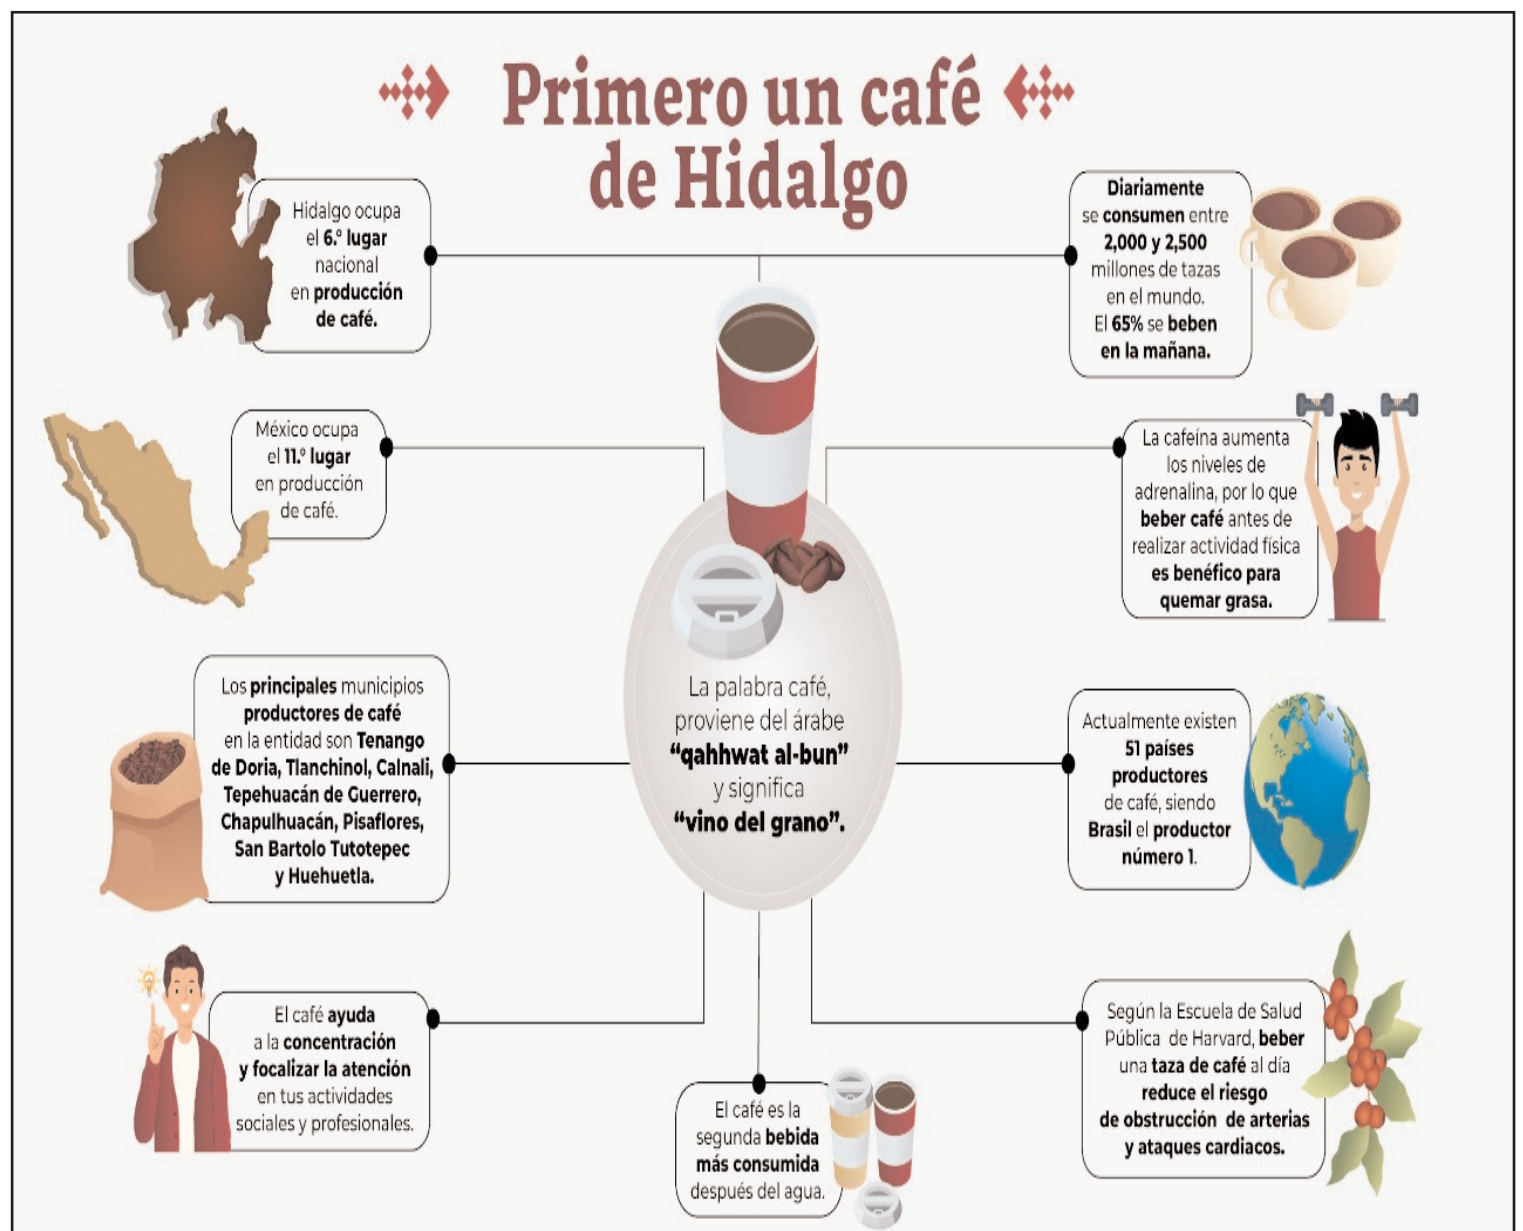 Primero un café
de Hidalgo
Hidalgo ocupa
el 6.º lugar
nacional
en producción
de café.
Diariamente
se consumen entre
2,000 y 2,500
millones de tazas
en el mundo.
El 65% se beben
en la mañana.
México ocupa
el 11.º lugar
en producción
de café.
La cafeína aumenta
los niveles de
adrenalina, por lo que
beber café antes de
realizar actividad física
es benéfico para
quemar grasa.
Los principales municipios
productores de café
en la entidad son Tenango
de Doria, Tlanchinol, Calnali,
Tepehuacán de Guerrero,
Chapulhuacán, Pisaflores,
San Bartolo Tutotepec
y Huehuetla.
La palabra café,
proviene del árabe
“qahhwat al-bun”
y significa
“vino del grano”.
Actualmente existen
51 países
productores
de café, siendo
Brasil el productor
número 1.
El café ayuda
a la concentración
y focalizar la atención
en tus actividades
sociales y profesionales.
El café es la
segunda bebida
más consumida
después del agua.
Según la Escuela de Salud
Pública de Harvard, beber
una taza de café al día
reduce el riesgo
de obstrucción de arterias
y ataques cardiacos.